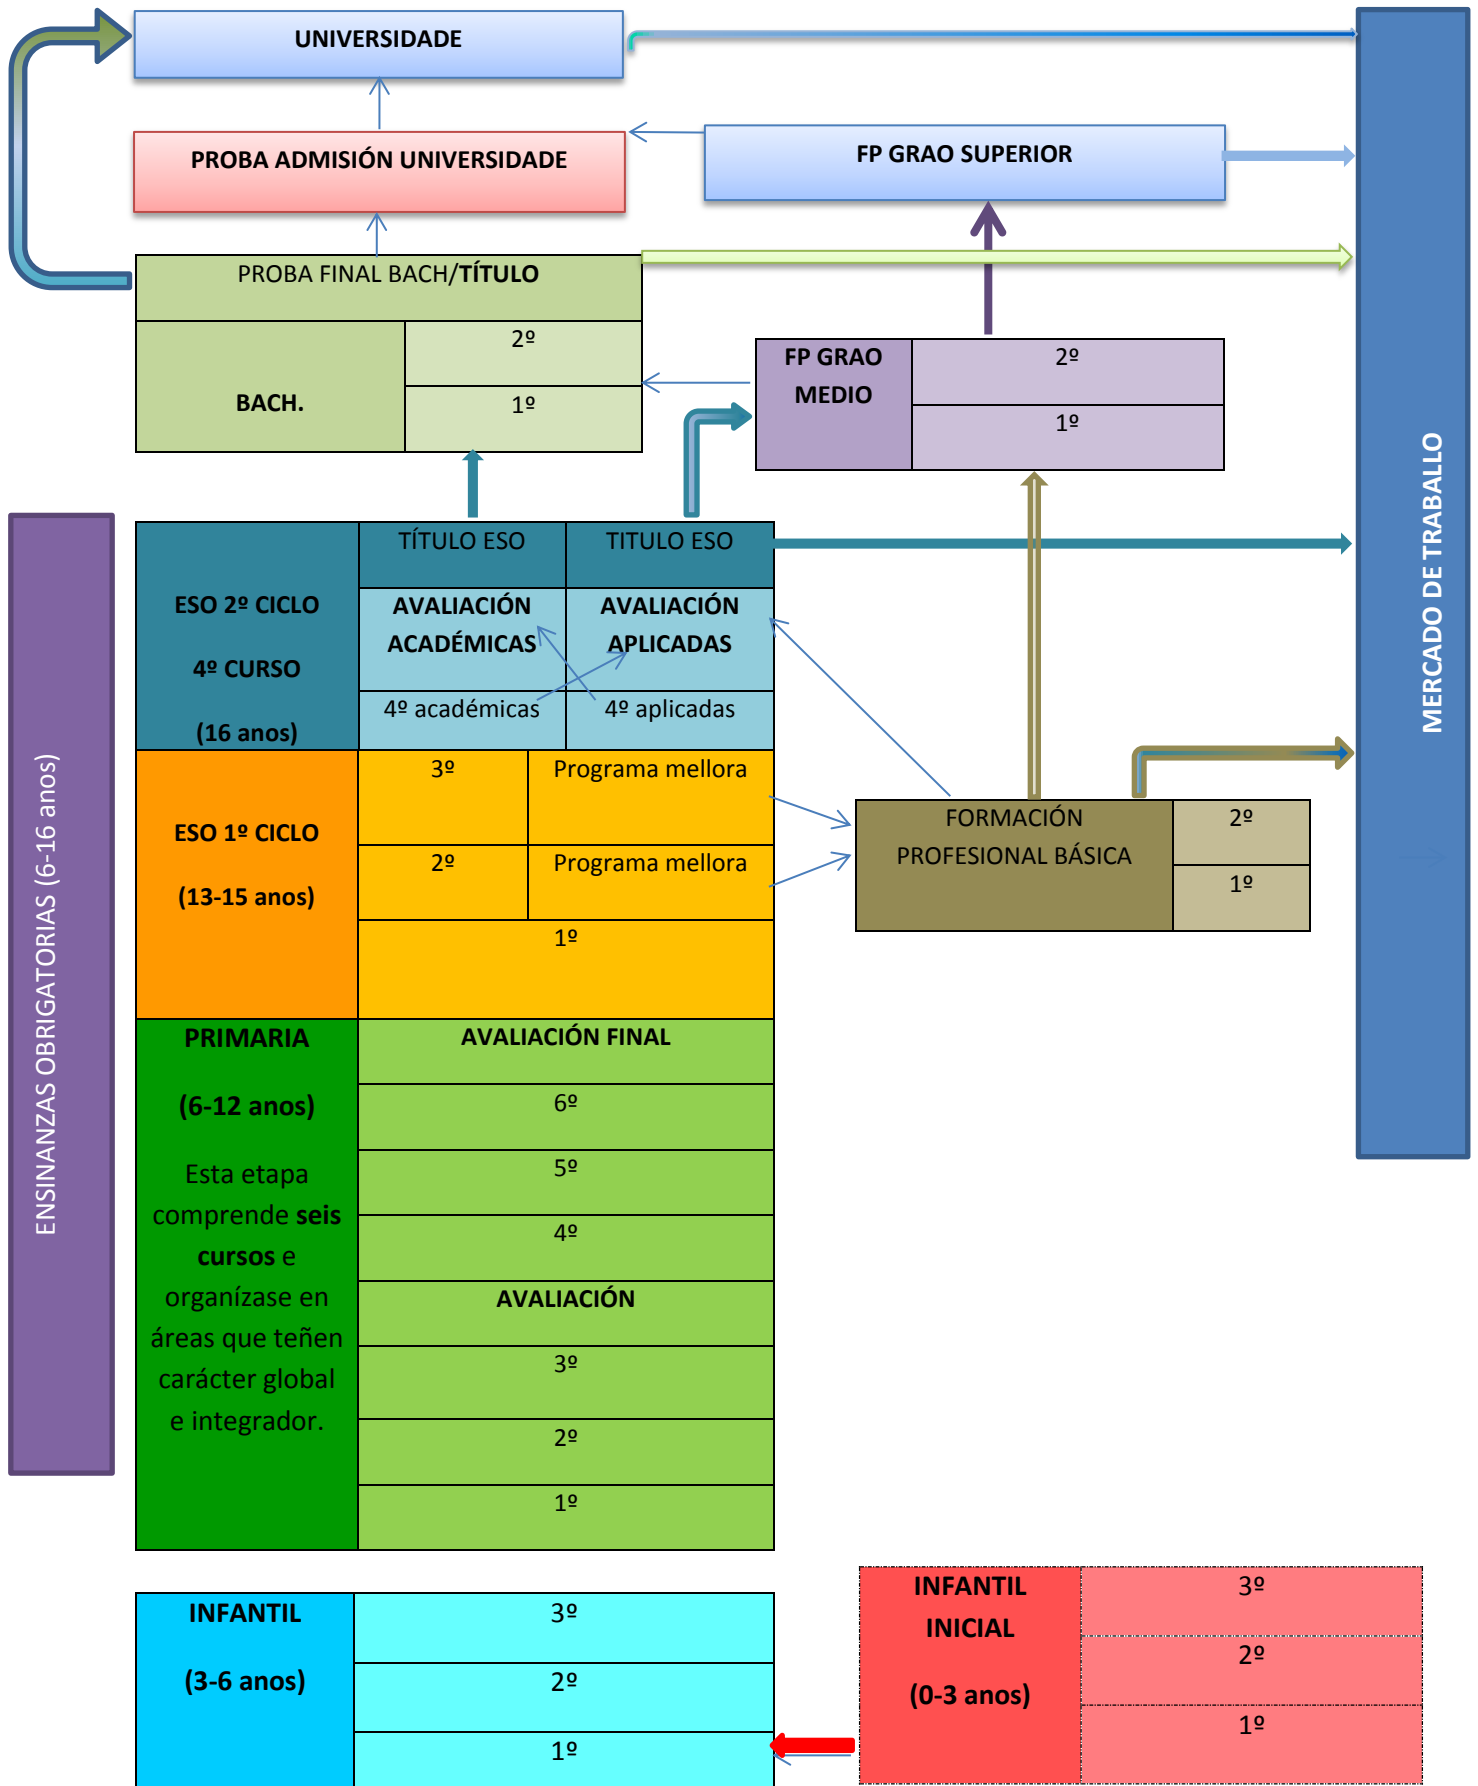 UNIVERSIDADE
PROBA ADMISIÓN UNIVERSIDADE
FP GRAO SUPERIOR
PROBA FINAL BACH/TÍTULO
BACH.
2º
1º
FP GRAO
MEDIO
2º
1º
MERCADO DE TRABALLO
ENSINANZAS OBRIGATORIAS (6-16 anos)
ESO 2º CICLO
4º CURSO
(16 anos)
TÍTULO ESO
TITULO ESO
AVALIACIÓN
ACADÉMICAS
AVALIACIÓN
APLICADAS
4º académicas
4º aplicadas
ESO 1º CICLO
(13-15 anos)
3º
Programa mellora
2º
Programa mellora
1º
FORMACIÓN
PROFESIONAL BÁSICA
2º
1º
PRIMARIA
(6-12 anos)
Esta etapa
comprende seis
cursos e
organízase en
áreas que teñen
carácter global
e integrador.
AVALIACIÓN FINAL
6º
5º
4º
AVALIACIÓN
3º
2º
1º
INFANTIL
(3-6 anos)
3º
2º
1º
INFANTIL
INICIAL
(0-3 anos)
3º
2º
1º